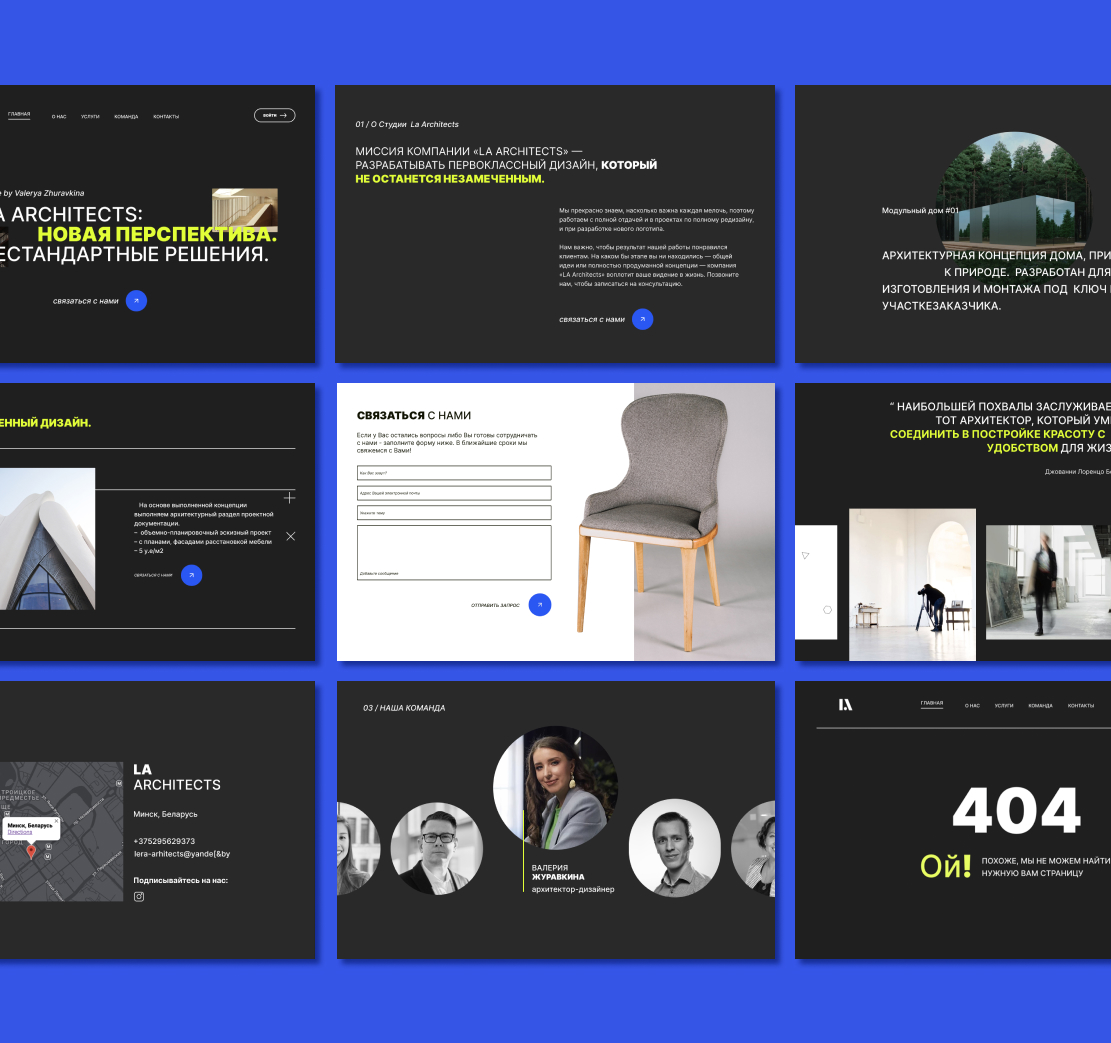 ГЛАВНАЯ
О НАС
УСЛУГИ
КОМАНДА
КОНТАКТЫ
ВОЙТИ
e by Valerya Zhuravkina
A ARCHITECTS:
НОВАЯ ПЕРСПЕКТИВА.
ЕСТАНДАРТНЫЕ РЕШЕНИЯ.
связаться с нами
01 / О Студии La Architects
МИССИЯ КОМПАНИИ «LA ARCHITECTS» —
РАЗРАБАТЫВАТЬ ПЕРВОКЛАССНЫЙ ДИЗАЙН, КОТОРЫЙ
НЕ ОСТАНЕТСЯ НЕЗАМЕЧЕННЫМ.
Мы прекрасно знаем, насколько важна каждая мелочь, поэтому
работаем с полной отдачей и в проектах по полному редизайну,
и при разработке нового логотипа.
Нам важно, чтобы результат нашей работы понравился
клиентам. На каком бы этапе вы ни находились — общей
идеи или полностью продуманной концепции — компания
«LA Architects» воплотит ваше видение в жизнь. Позвоните
нам, чтобы записаться на консультацию.
связаться с нами
Модульный дом #01
АРХИТЕКТУРНАЯ КОНЦЕПЦИЯ ДОМА, ПРИ
К ПРИРОДЕ. РАЗРАБОТАН ДЛЯ
ИЗГОТОВЛЕНИЯ И МОНТАЖА ПОД КЛЮЧ
УЧАСТКЕЗАКАЗЧИКА.
ЕННЫЙ ДИЗАЙН.
На основе выполненной концепции
выполняем архитектурный раздел проектной
документации.
– объемно-планировочный эскизный проект
– с планами, фасадами расстановкой мебели
– 5 у.е/м2
СВЯЗАТЬСЯ С НАМИ
СВЯЗАТЬСЯ С НАМИ
Если у Вас остались вопросы либо Вы готовы сотрудничать
с нами - заполните форму ниже. В ближайшие сроки мы
свяжемся с Вами!
Как Вас зовут?
Адрес Вашей электронной почты
Укажите тему
Добавьте сообщение
ОТПРАВИТЬ ЗАПРОС
“ НАИБОЛЬШЕЙ ПОХВАЛЫ ЗАСЛУЖИВАЕ
ТОТ АРХИТЕКТОР, КОТОРЫЙ УМ
СОЕДИНИТЬ В ПОСТРОЙКЕ КРАСОТУ С
УДОБСТВОМ ДЛЯ ЖИЗ
Джованни Лоренцо Бе
ТРОИЦКОЕ
ПРЕДМЕСТЬЕ
Минск, Беларусь
Directions
LA
ARCHITECTS
Минск, Беларусь
+375295629373
lera-arhitects@yande[&by
Подписывайтесь на нас:
03 / НАША КОМАНДА
ВАЛЕРИЯ
ЖУРАВКИНА
архитектор-дизайнер
LA
ГЛАВНАЯ
О НАС
УСЛУГИ
КОМАНДА
КОНТАКТЫ
404
Ой!
ПОХОЖЕ, МЫ НЕ МОЖЕМ НАЙТИ
НУЖНУЮ ВАМ СТРАНИЦУ